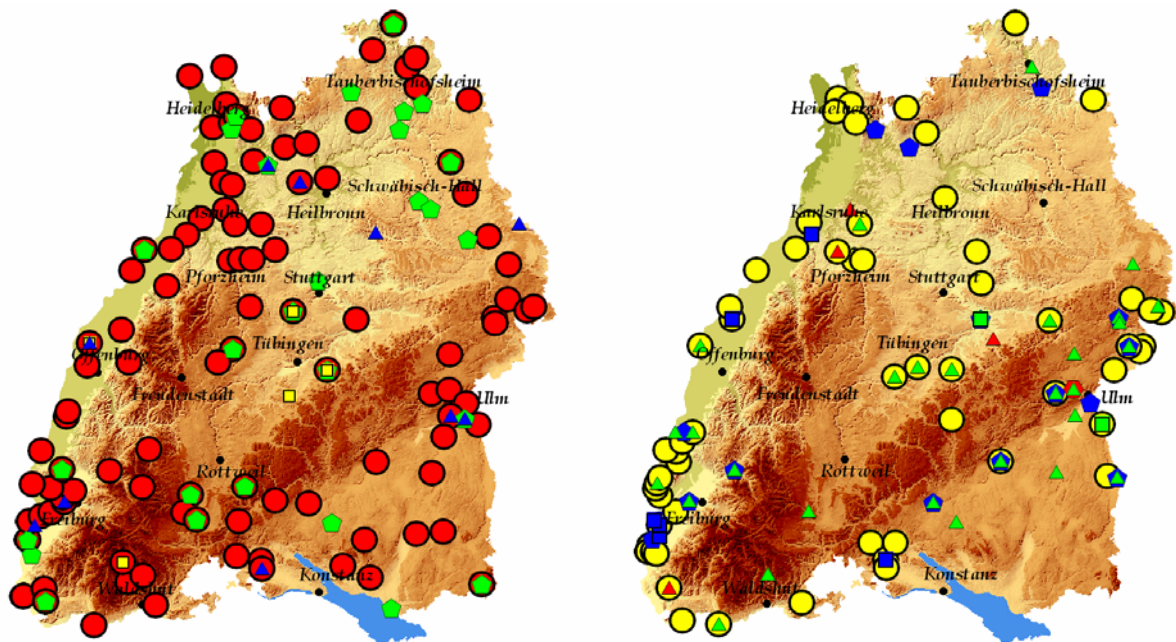 Tauberbischofsheim
Heidelberg
Schwäbisch-Hall
Karlsruhe
Heilbronn
Pforzheim
Stuttgart
Tübingen
Offenburg
Freudenstadt
Ulm
Rottweil
Freiburg
Konstanz
Waldshut
Tauberbischofsheim
Heidelberg
Schwäbisch-Hall
Karlsruhe
Heilbronn
Pforzheim
Stuttgart
Tübingen
Offenburg
Freudenstadt
Ulm
Rottweil
Freiburg
Konstanz
Waldshut